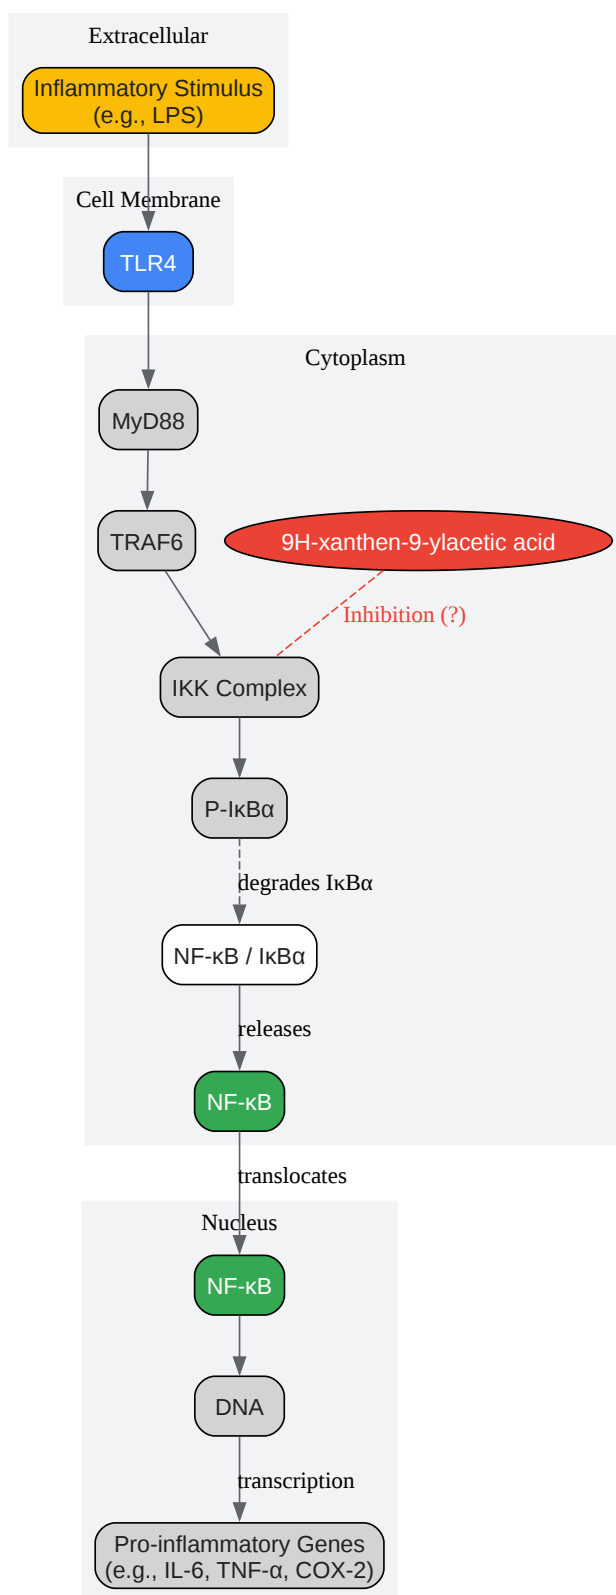 Extracellular
Inflammatory Stimulus
(e.g., LPS)
Cell Membrane
TLR4
Cytoplasm
MyD88
TRAF6
9H-xanthen-9-ylacetic acid
Inhibition (?)
IKK Complex
P-IκBα
degrades IκBα
NF-κB / IκBα
releases
NF-κB
translocates
Nucleus
NF-κB
DNA
transcription
Pro-inflammatory Genes
(e.g., IL-6, TNF-α, COX-2)